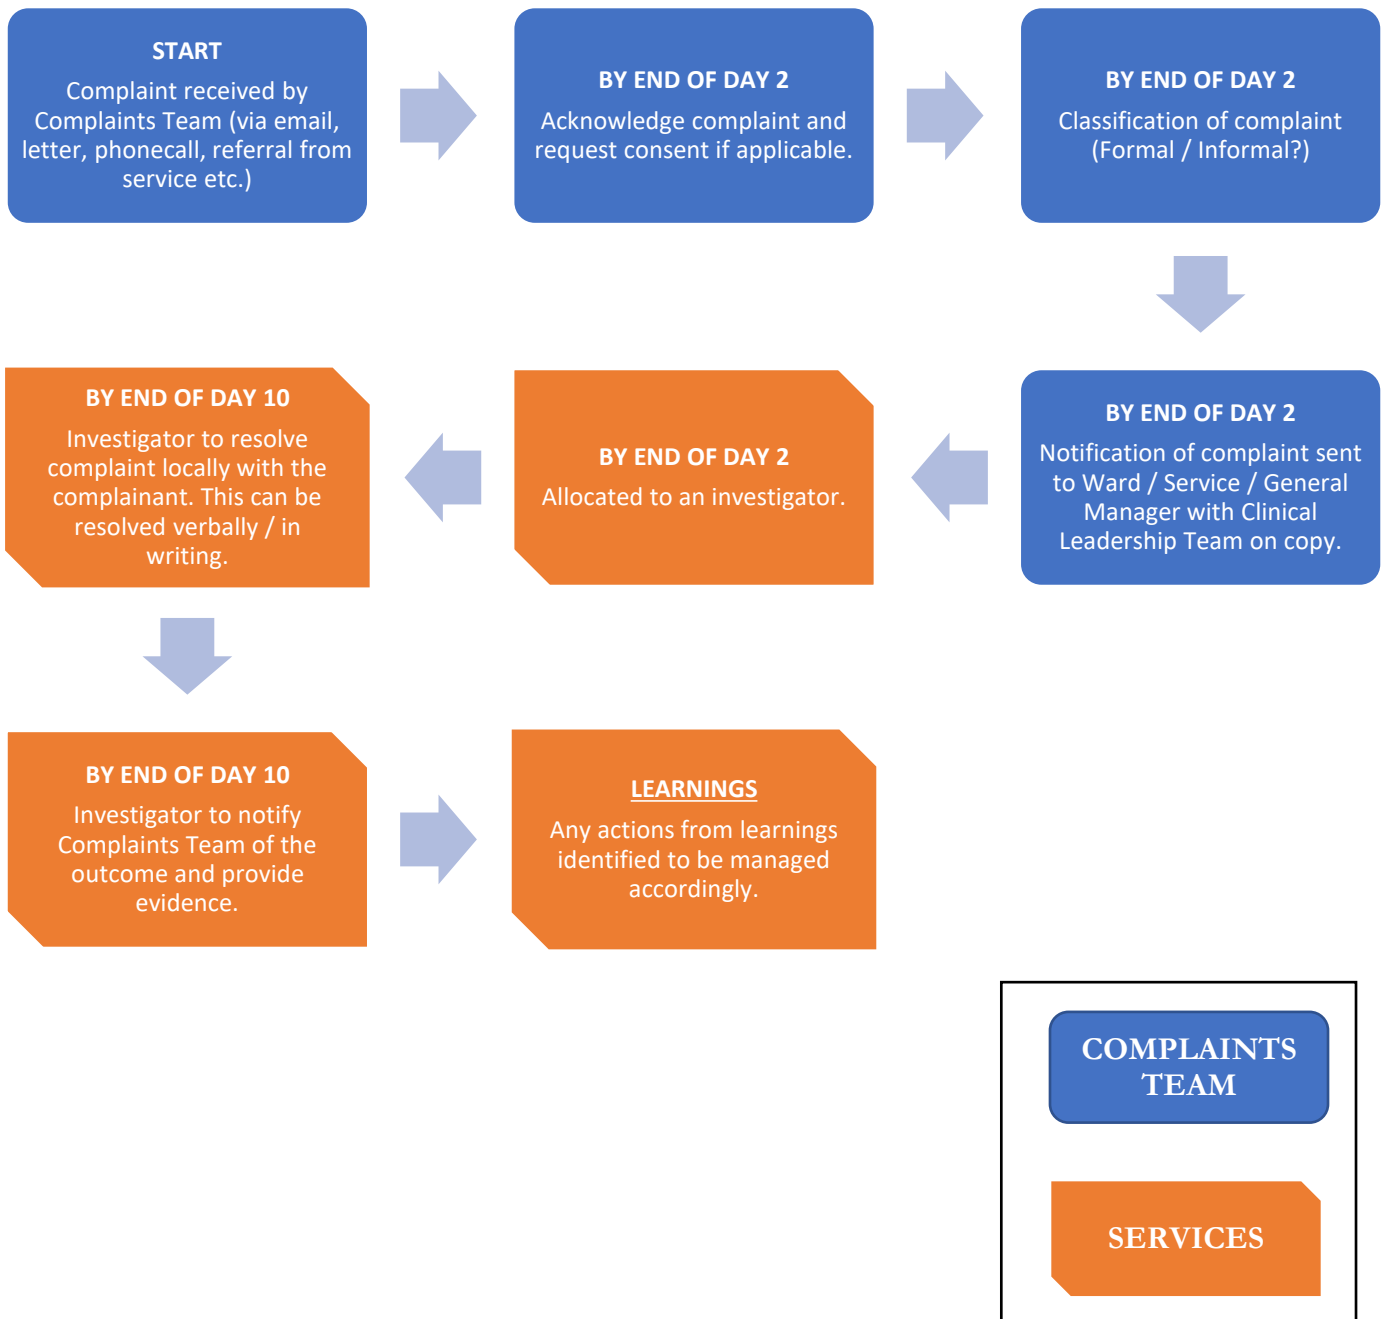 START
Complaint received by
Complaints Team (via email,
letter, phonecall, referral from
service etc.)
BY END OF DAY 2
Acknowledge complaint and
request consent if applicable.
BY END OF DAY 2
Classification of complaint
(Formal / Informal?)
BY END OF DAY 2
Notification of complaint sent
to Ward / Service / General
Manager with Clinical
Leadership Team on copy.
BY END OF DAY 2
Allocated to an investigator.
BY END OF DAY 10
Investigator to resolve
complaint locally with the
complainant. This can be
resolved verbally / in
writing.
BY END OF DAY 10
Investigator to notify
Complaints Team of the
outcome and provide
evidence.
LEARNINGS
Any actions from learnings
identified to be managed
accordingly.
COMPLAINTS
TEAM
SERVICES